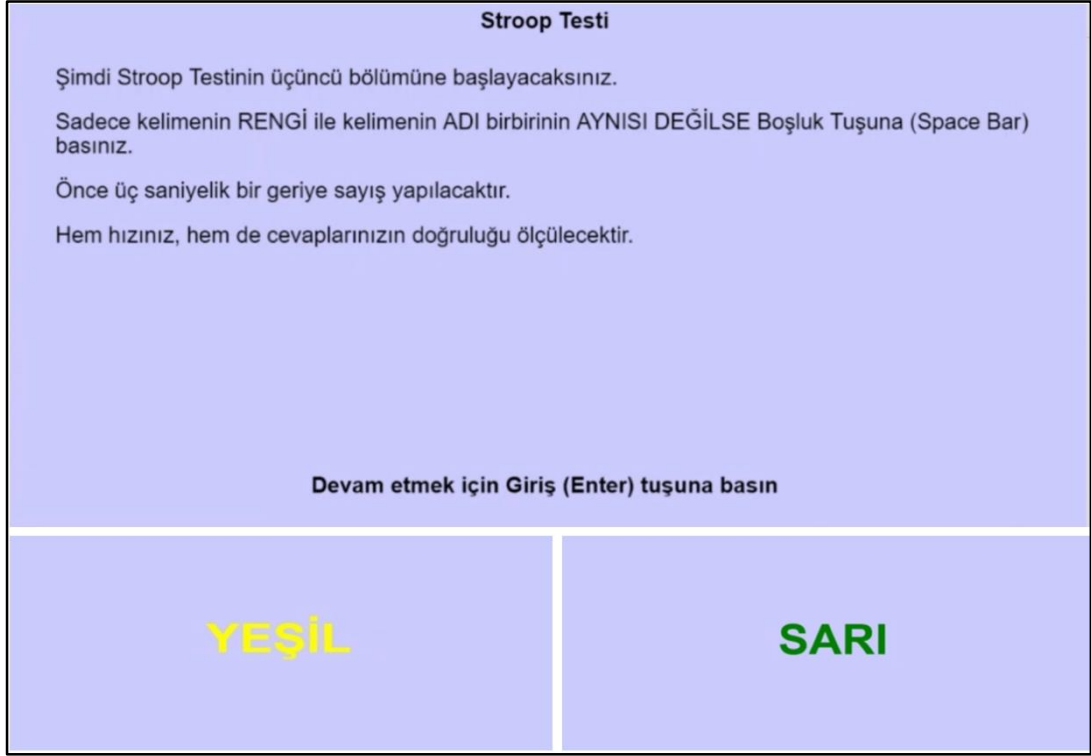 Stroop Testi
Şimdi Stroop Testinin üçüncü bölümüne başlayacaksınız.
Sadece kelimenin RENGİ ile kelimenin ADI birbirinin AYNISI DEĞİLSE Boşluk Tuşuna (Space Bar)
basınız.
Önce üç saniyelik bir geriye sayış yapılacaktır.
Hem hızınız, hem de cevaplarınızın doğruluğu ölçülecektir.
Devam etmek için Giriş (Enter) tuşuna basın
YEŞİL
SARI